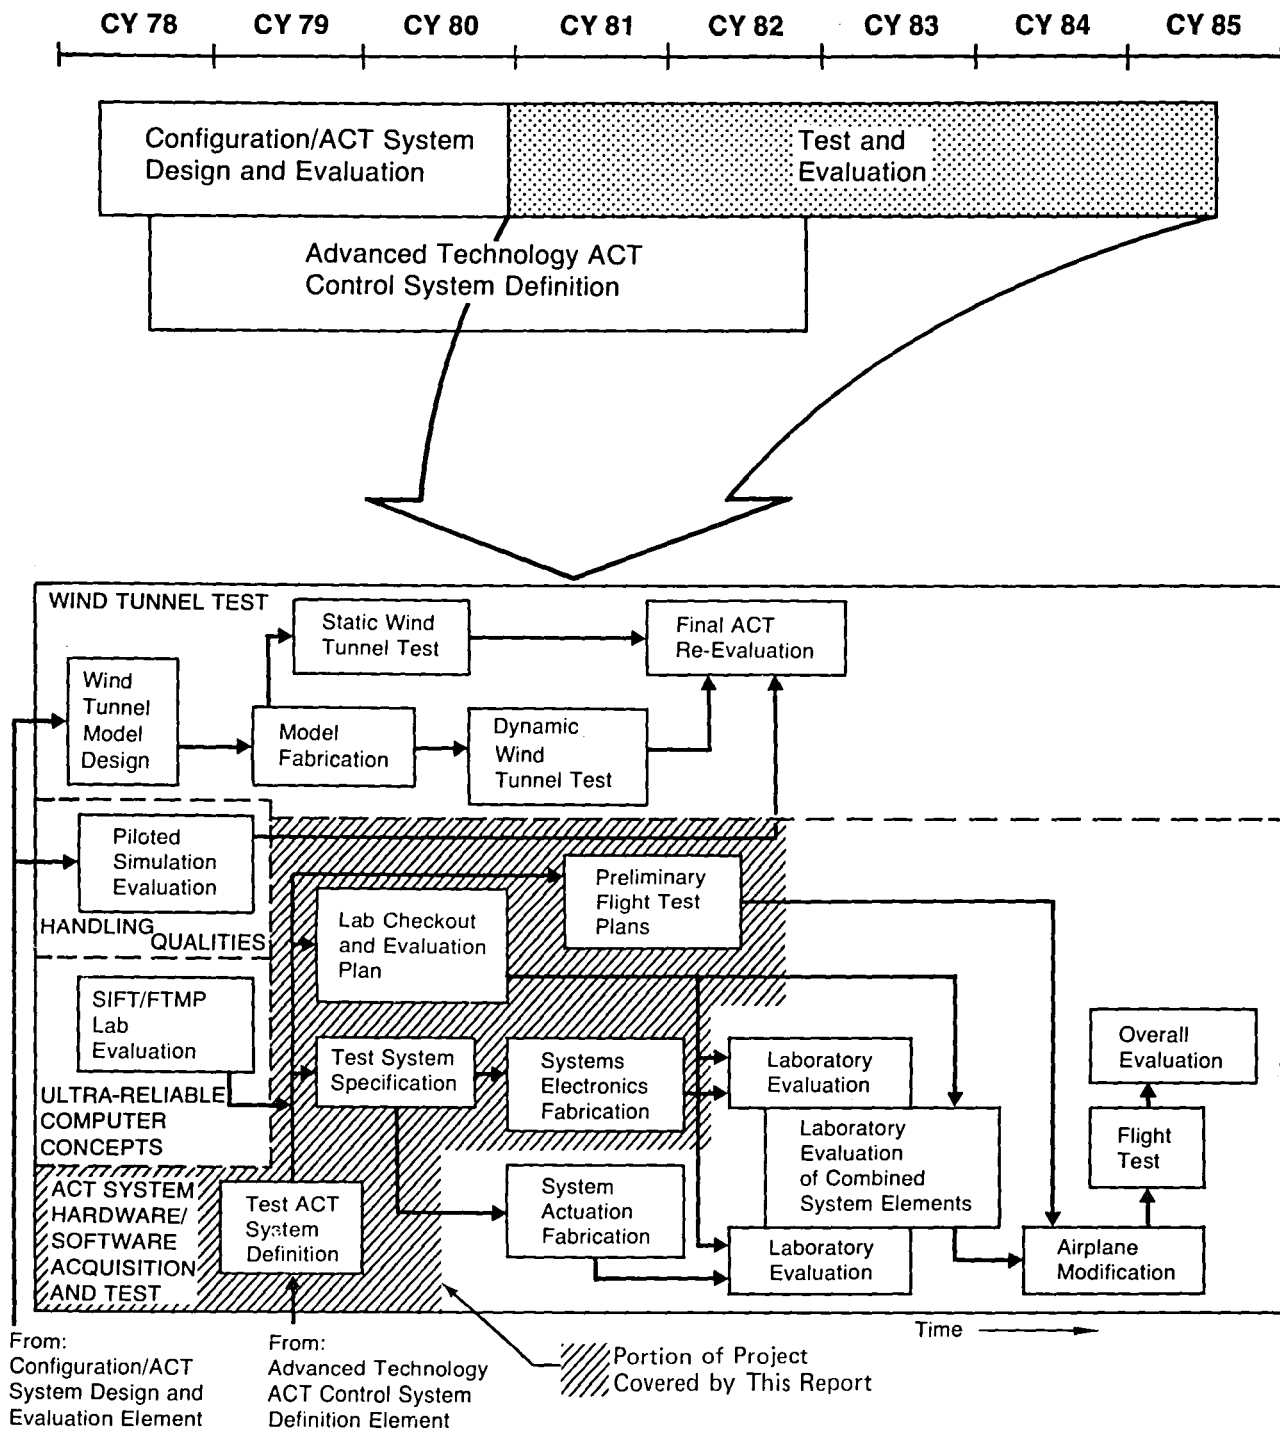 CY 78 CY 79 CY 80 CY 81 CY 82 CY 83 CY 84 CY 85
Configuration/ACT System
Design and Evaluation
Test and
Evaluation
Advanced Technology ACT
Control System Definition
WIND TUNNEL TEST
Static Wind
Tunnel Test
Final ACT
Re-Evaluation
Wind
Tunnel
Model
Design
Model
Fabrication
Dynamic
Wind
Tunnel Test
Piloted
Simulation
Evaluation
HANDLING
QUALITIES
Preliminary
Flight Test
Plans
Lab Checkout
and Evaluation
Plan
SIFT/FTMP
Lab
Evaluation
ULTRA-RELIABLE
COMPUTER
CONCEPTS
Test System
Specification
Systems
Electronics
Fabrication
Laboratory
Evaluation
Overall
Evaluation
Laboratory
Evaluation
of Combined
System Elements
Flight
Test
ACT SYSTEM
HARDWARE/
SOFTWARE
ACQUISITION
AND TEST
Test ACT
System
Definition
System
Actuation
Fabrication
Laboratory
Evaluation
Airplane
Modification
Time
From:
Configuration/ACT
System Design and
Evaluation Element
From:
Advanced Technology
ACT Control System
Definition Element
Portion of Project
Covered by This Report